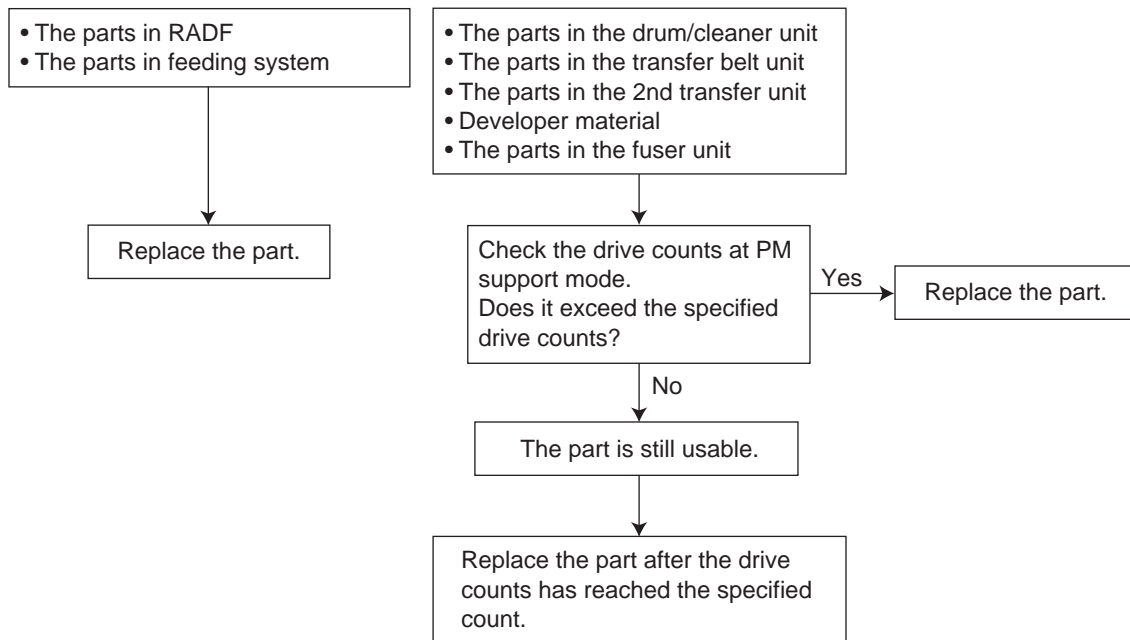 • The parts in RADF
• The parts in feeding system
Replace the part.
• The parts in the drum/cleaner unit
• The parts in the transfer belt unit
• The parts in the 2nd transfer unit
• Developer material
• The parts in the fuser unit
Check the drive counts at PM
support mode.
Does it exceed the specified
drive counts?
Yes
Replace the part.
No
The part is still usable.
Replace the part after the drive
counts has reached the specified
count.